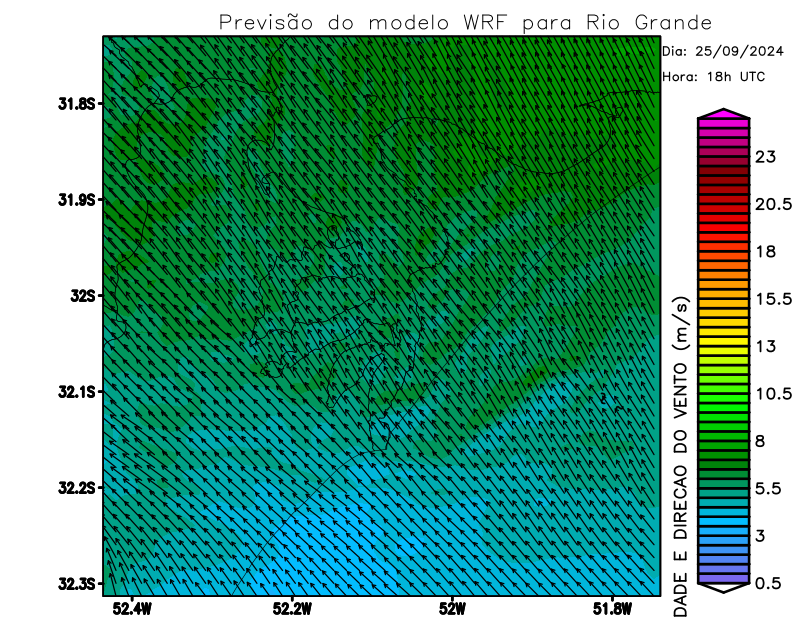 Previsão do modelo WRF para Rio Grande
Dia: 25/09/2024
Hora: 18h UTC
31.8S
31.9S
32S
32.1S
32.2S
32.3S
52.4W
52.2W
52W
51.8W
23
20.5
18
15.5
13
10.5
8
5.5
3
0.5
DADE E DIRECAO DO VENTO (m/s)